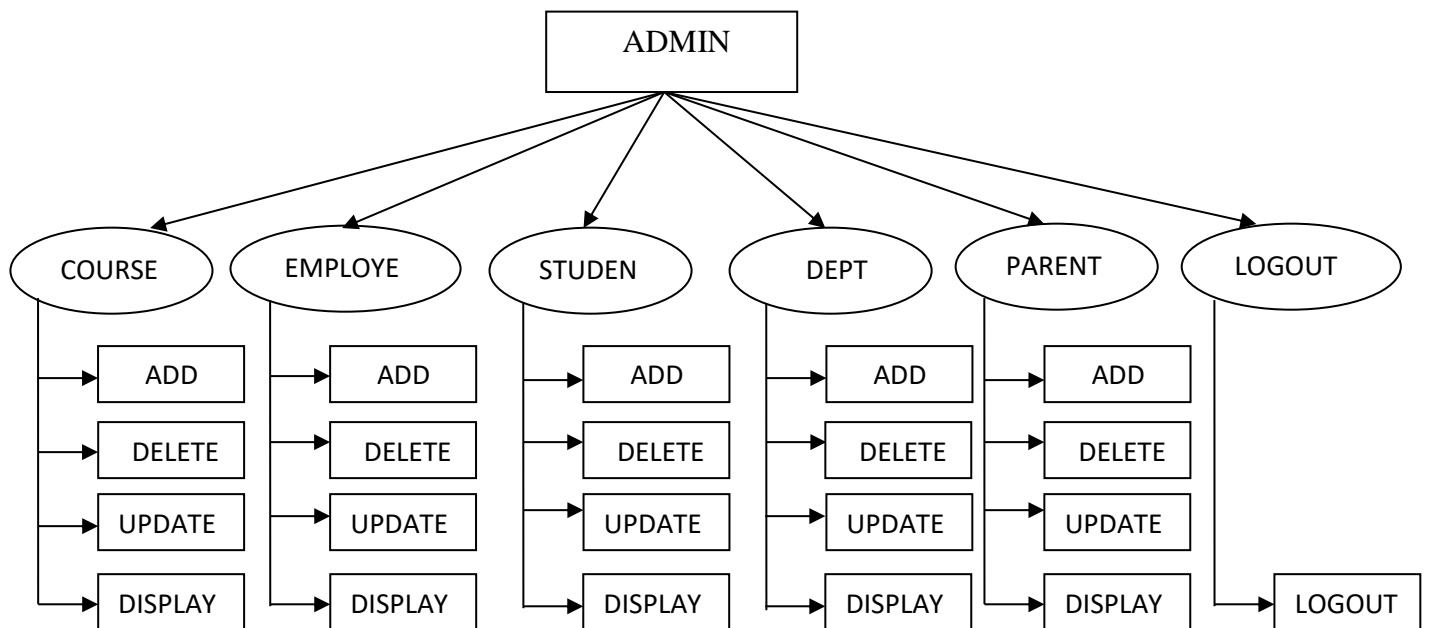 ADMIN
COURSE EMPLOYE STUDEN DEPT PARENT LOGOUT
ADD ADD ADD ADD ADD
DELETE DELETE DELETE DELETE DELETE
UPDATE UPDATE UPDATE UPDATE UPDATE
DISPLAY DISPLAY DISPLAY DISPLAY DISPLAY LOGOUT